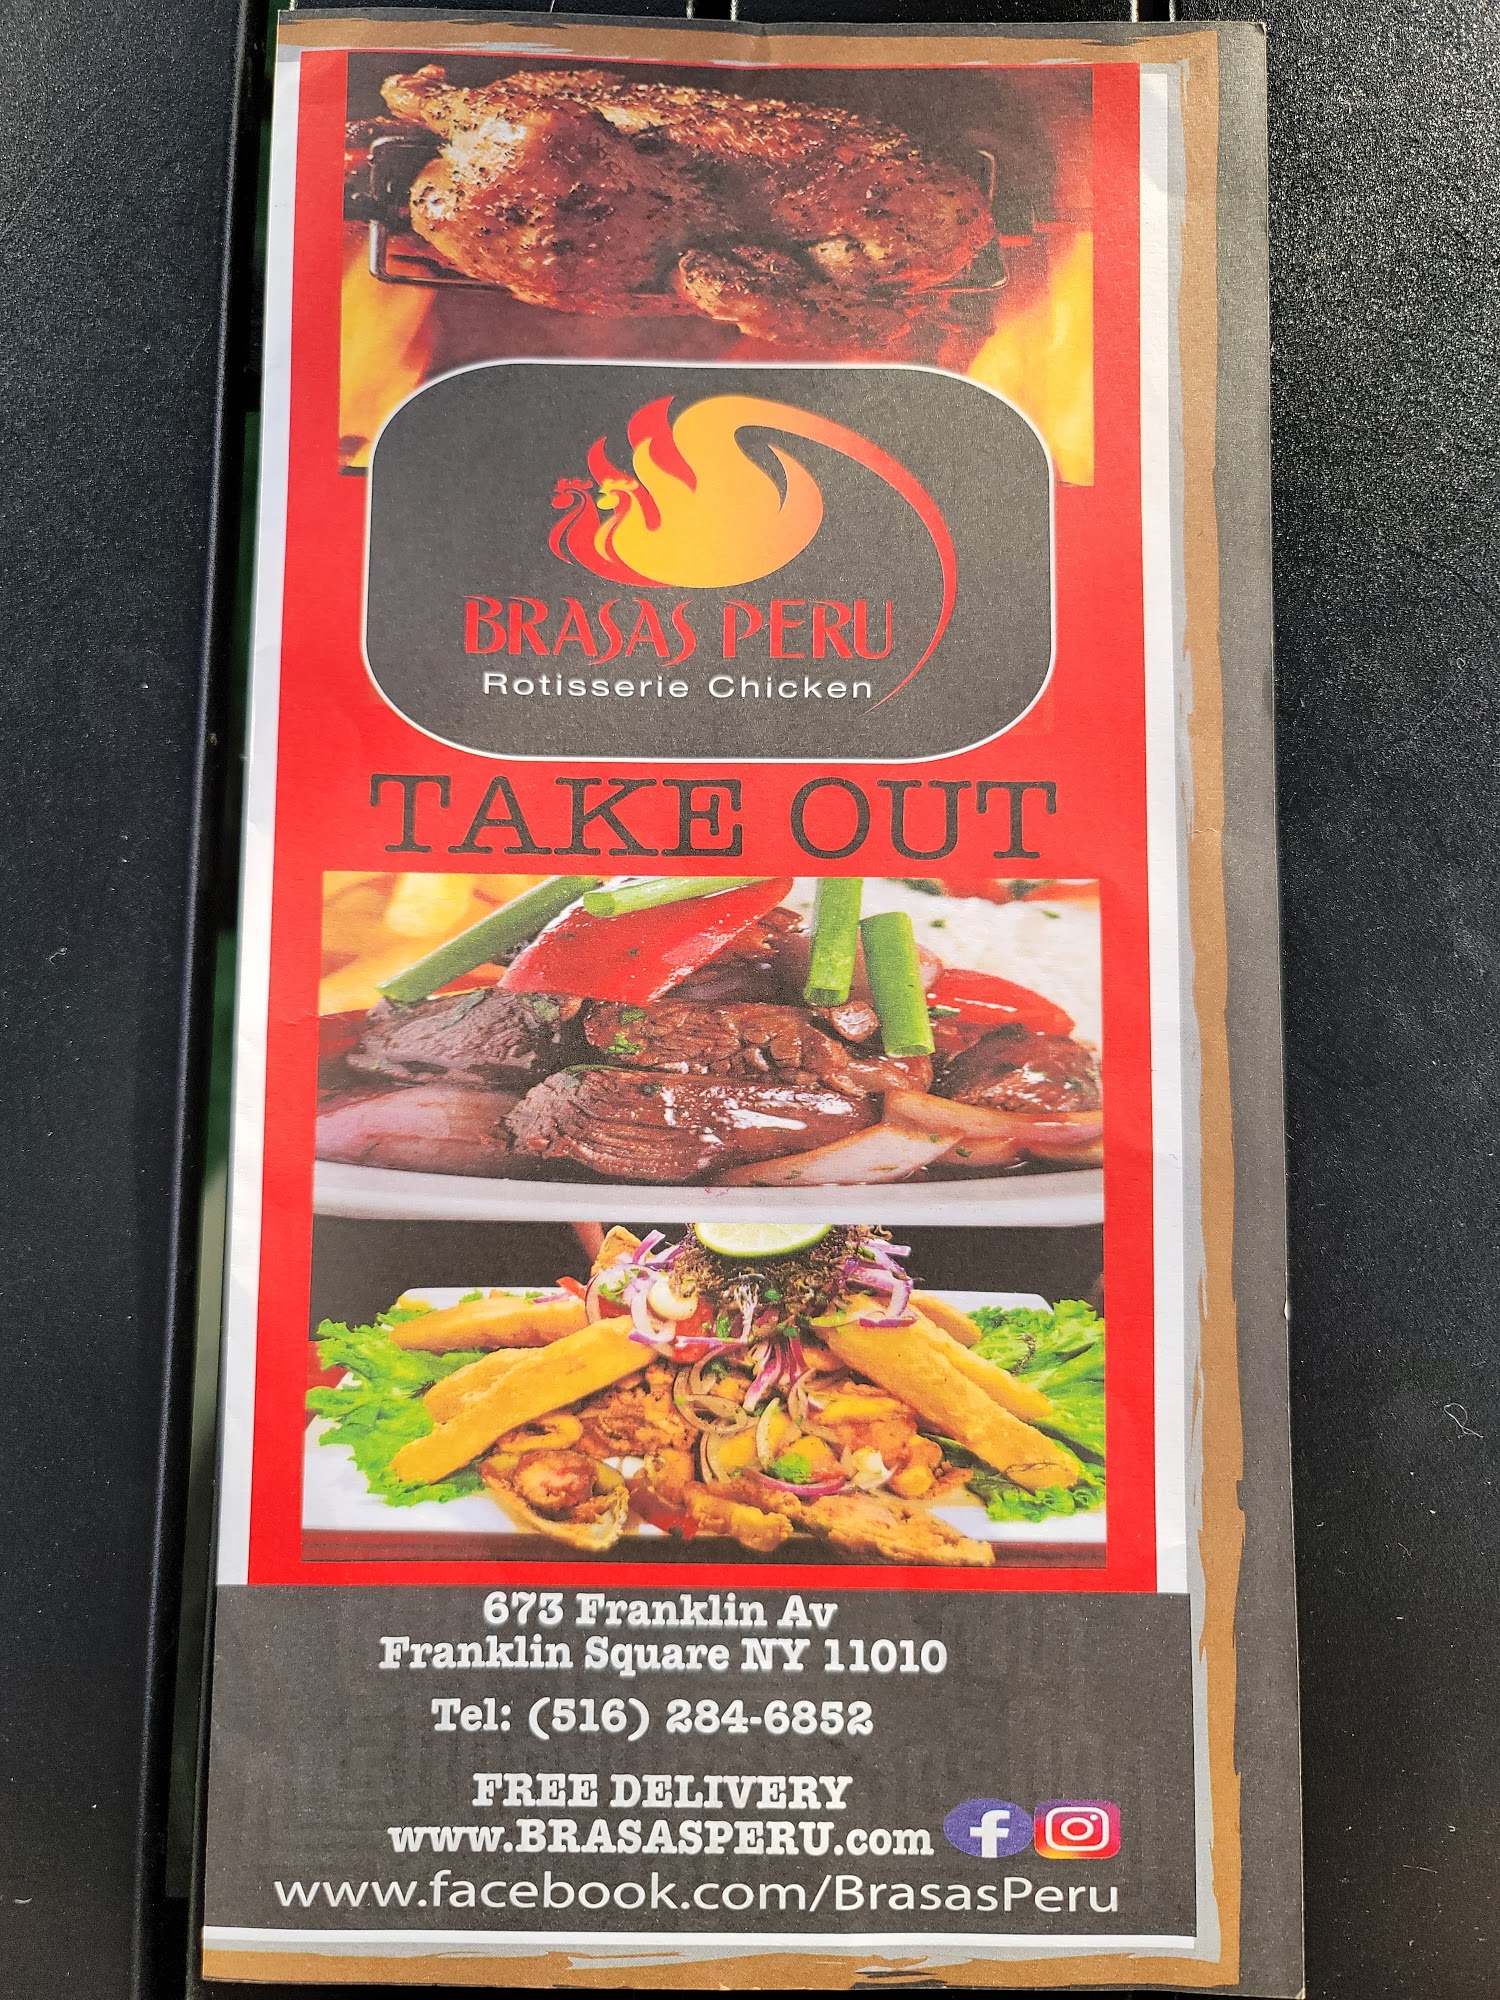 BRASAS PERU
Rotisserie Chicken
TAKE OUT
673 Franklin Av
Franklin Square NY 11010
Tel: (516) 284-6852
FREE DELIVERY
www.BRASASPERU.com
www.facebook.com/BrasasPeru